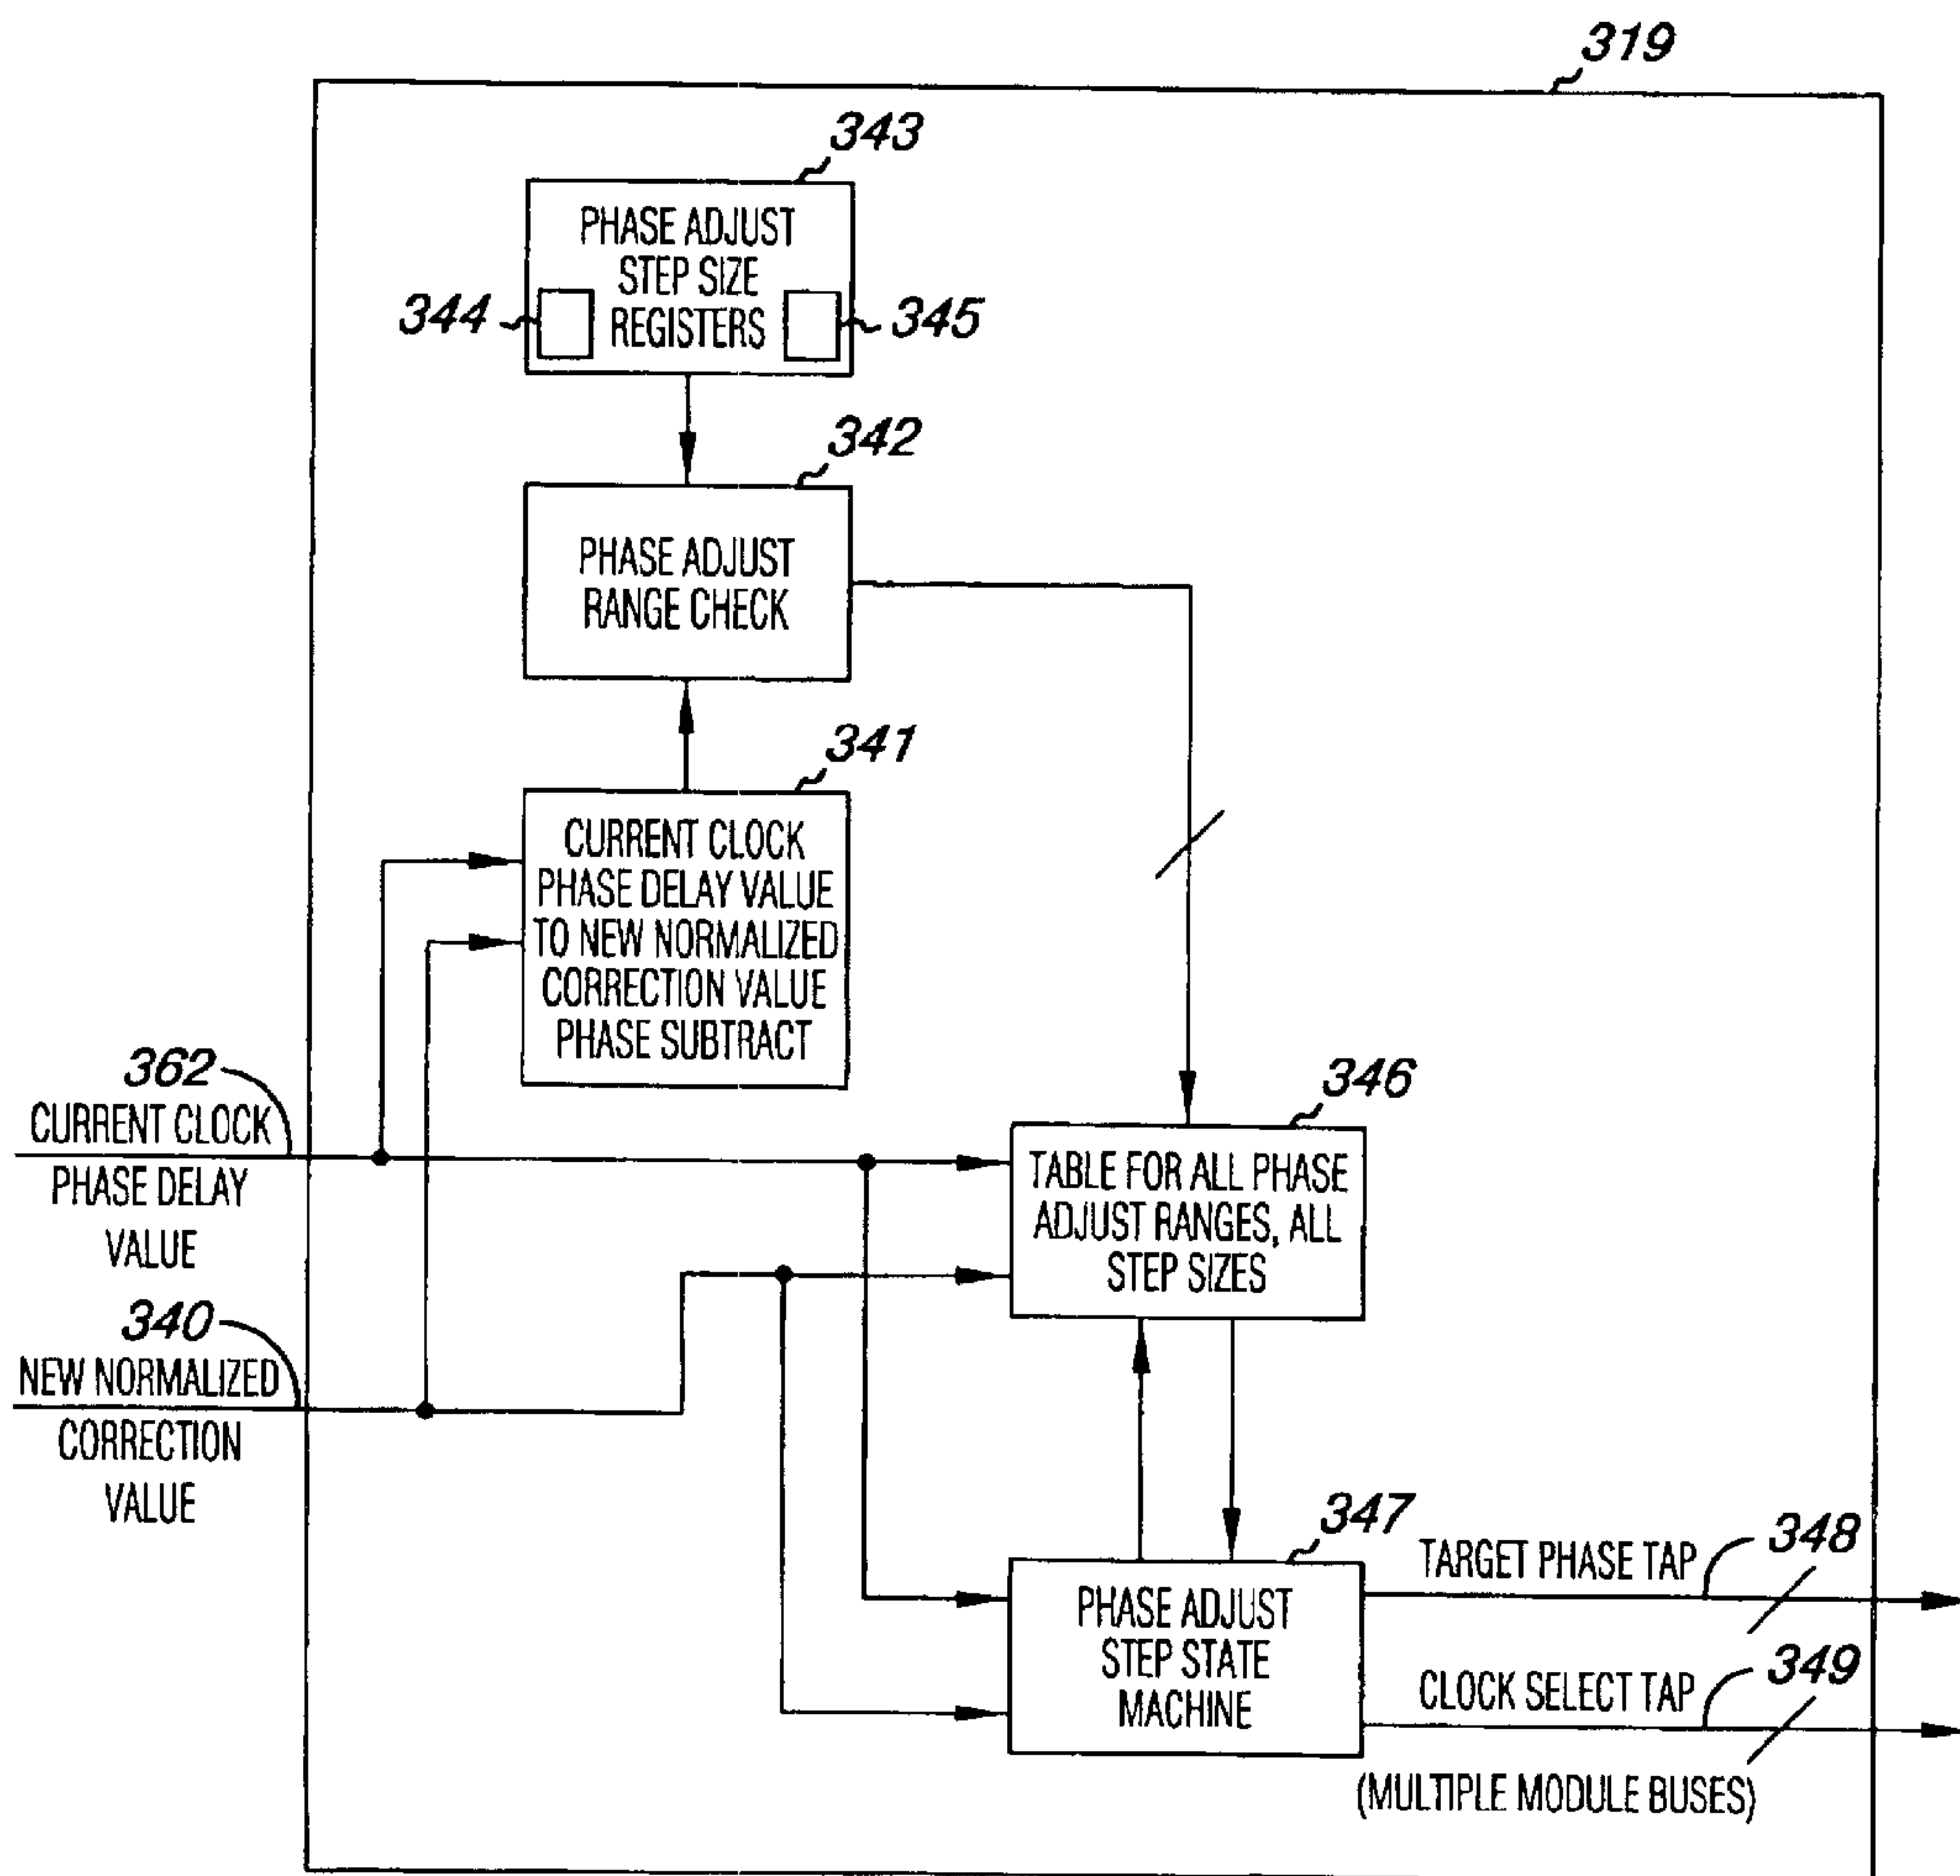 319
343
PHASE ADJUST
STEP SIZE
REGISTERS
344
345
342
PHASE ADJUST
RANGE CHECK
341
CURRENT CLOCK
PHASE DELAY VALUE
TO NEW NORMALIZED
CORRECTION VALUE
PHASE SUBTRACT
362
CURRENT CLOCK
PHASE DELAY
VALUE
346
TABLE FOR ALL PHASE
ADJUST RANGES, ALL
STEP SIZES
340
NEW NORMALIZED
CORRECTION
VALUE
347
PHASE ADJUST
STEP STATE
MACHINE
TARGET PHASE TAP
348
CLOCK SELECT TAP
349
(MULTIPLE MODULE BUSES)